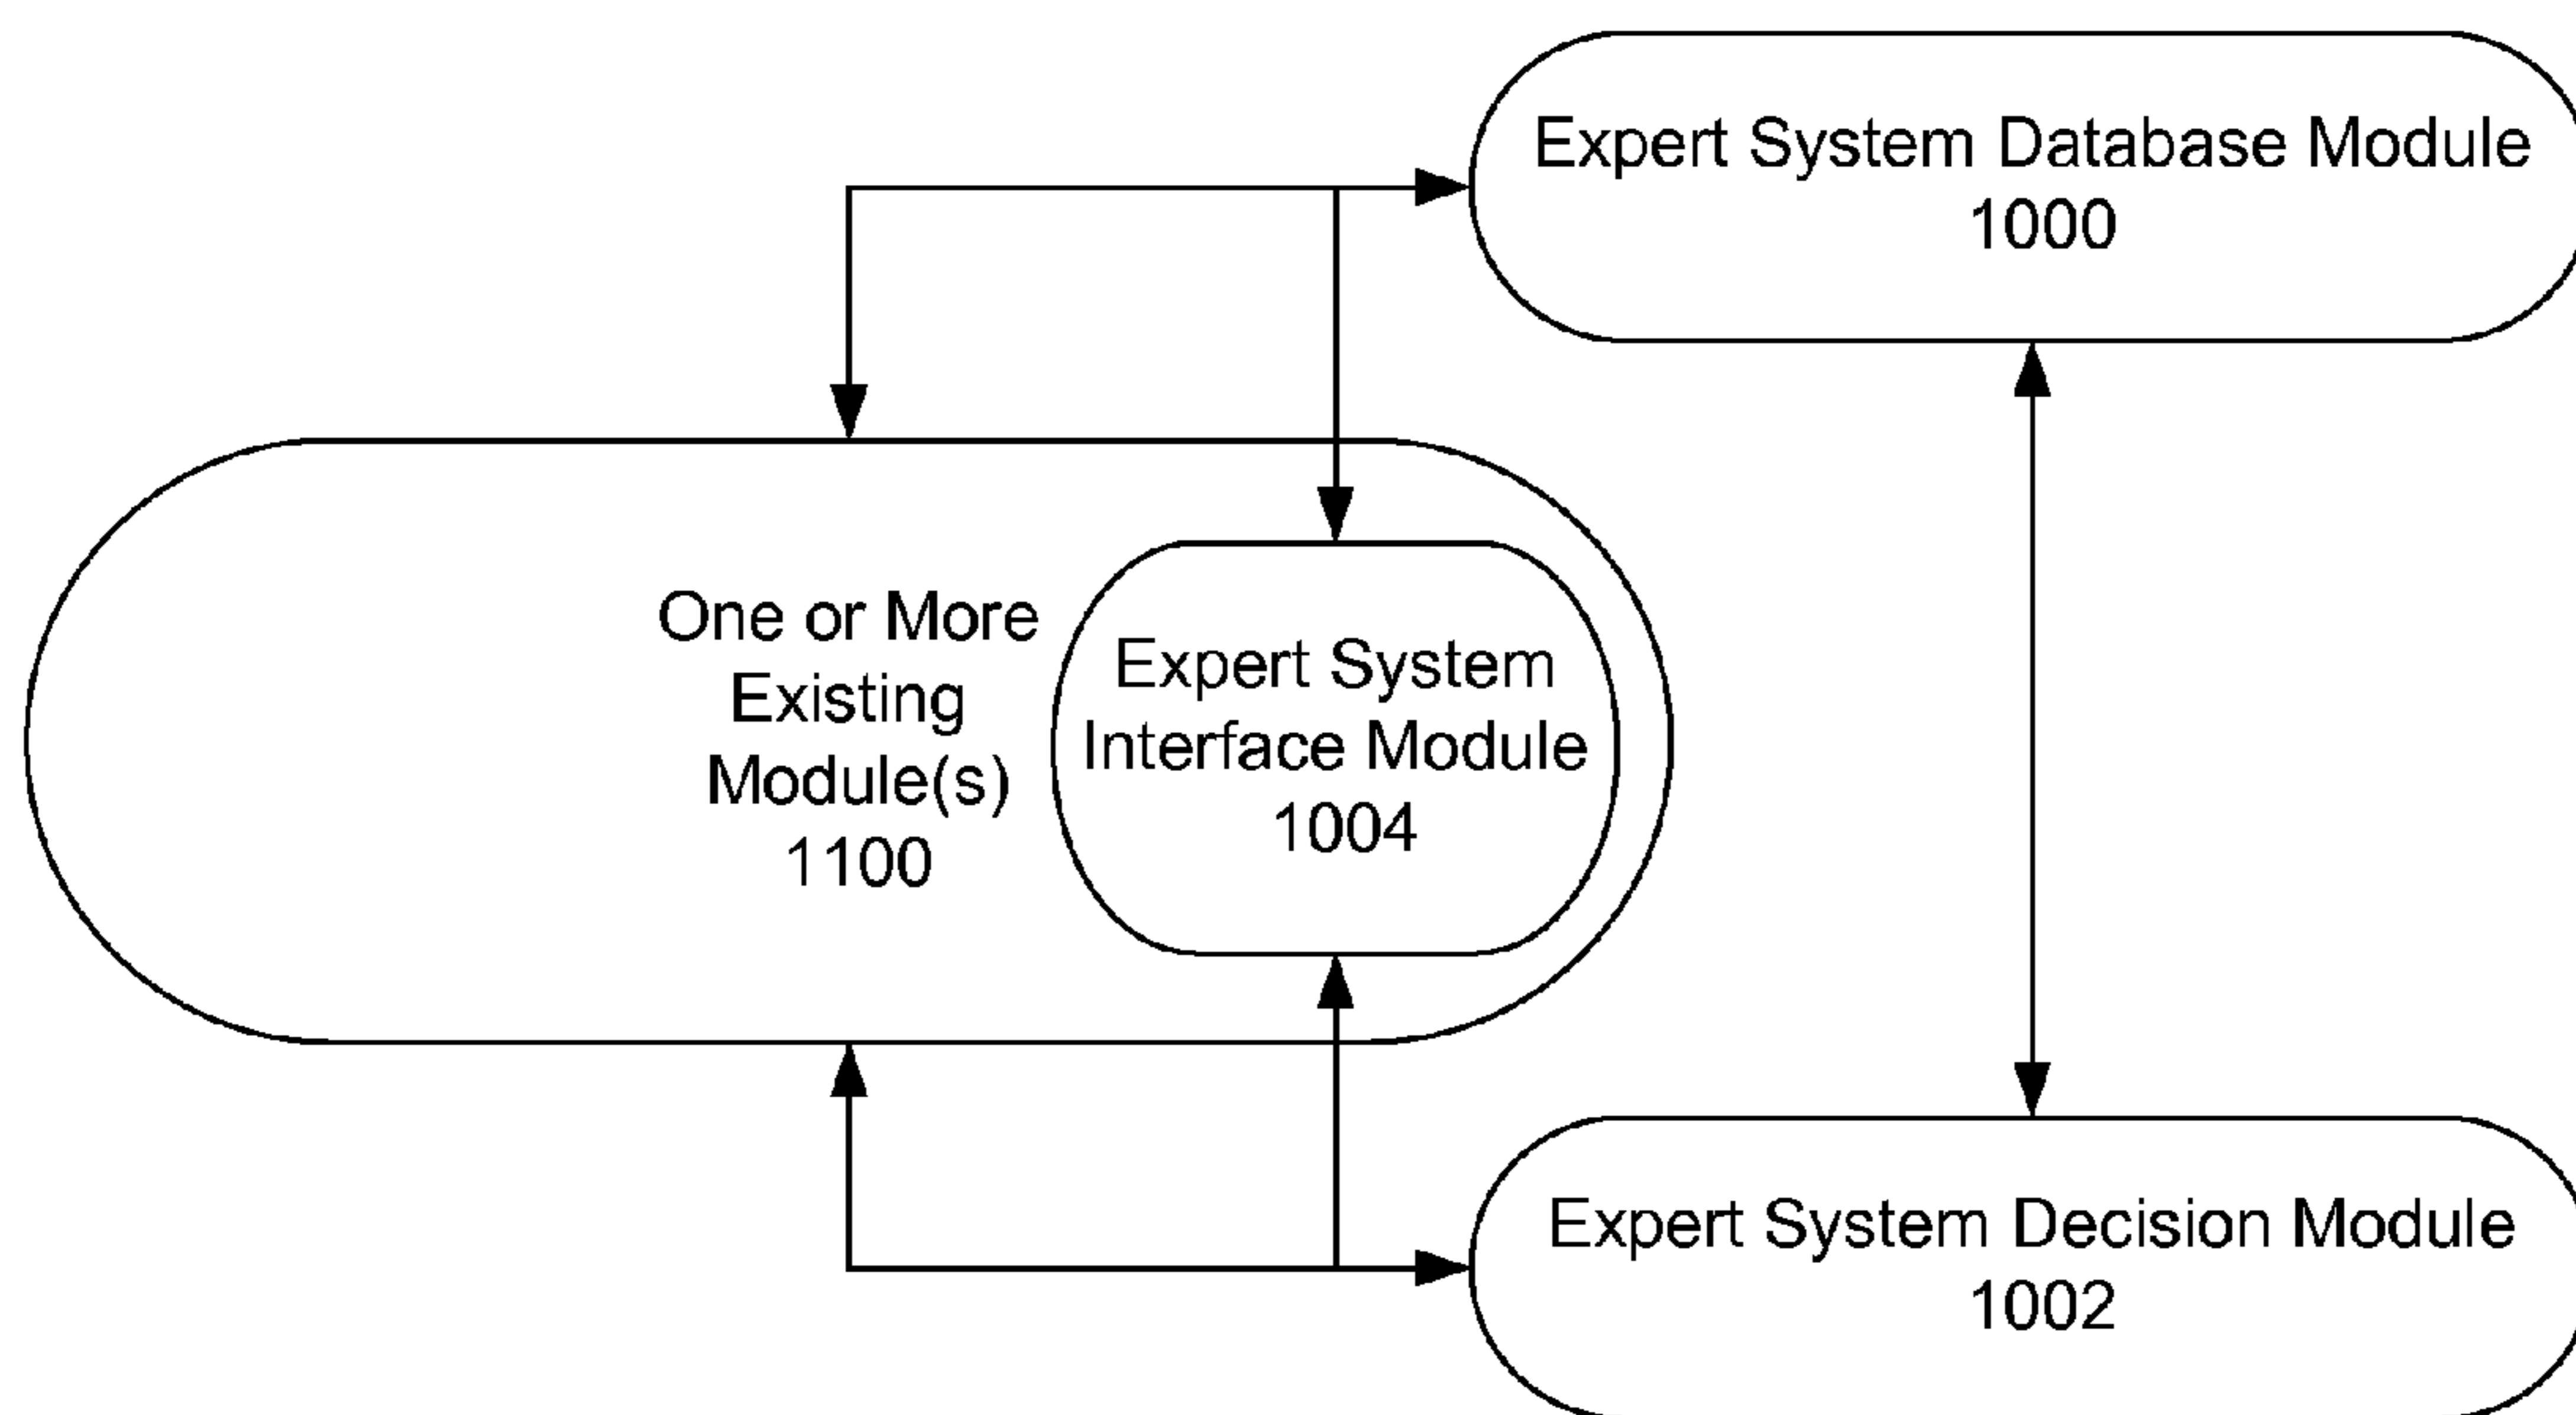 Expert System Database Module
1000
One or More
Existing
Module(s)
1100
Expert System
Interface Module
1004
Expert System Decision Module
1002